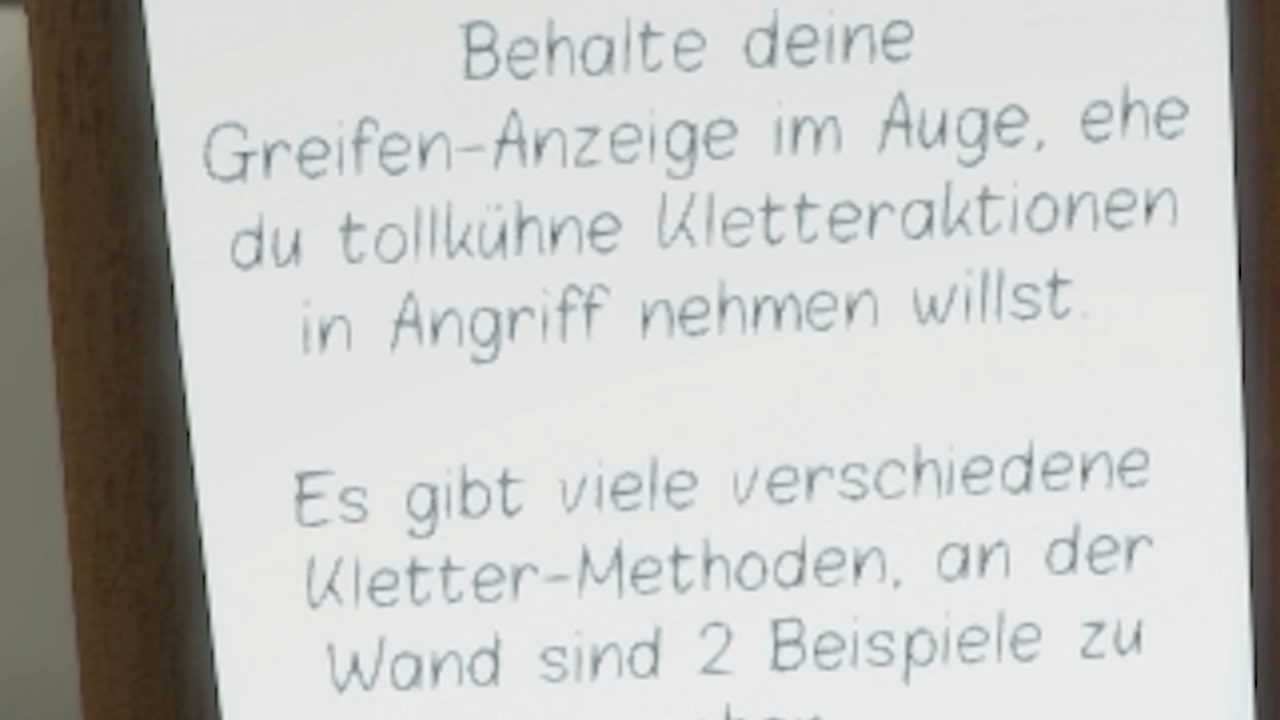 Behalte deine
Greifen-Anzeige im Auge, ehe
du tollkühne Kletteraktionen
in Angriff nehmen willst.
Es gibt viele verschiedene
Kletter-Methoden, an der
Wand sind 2 Beispiele zu